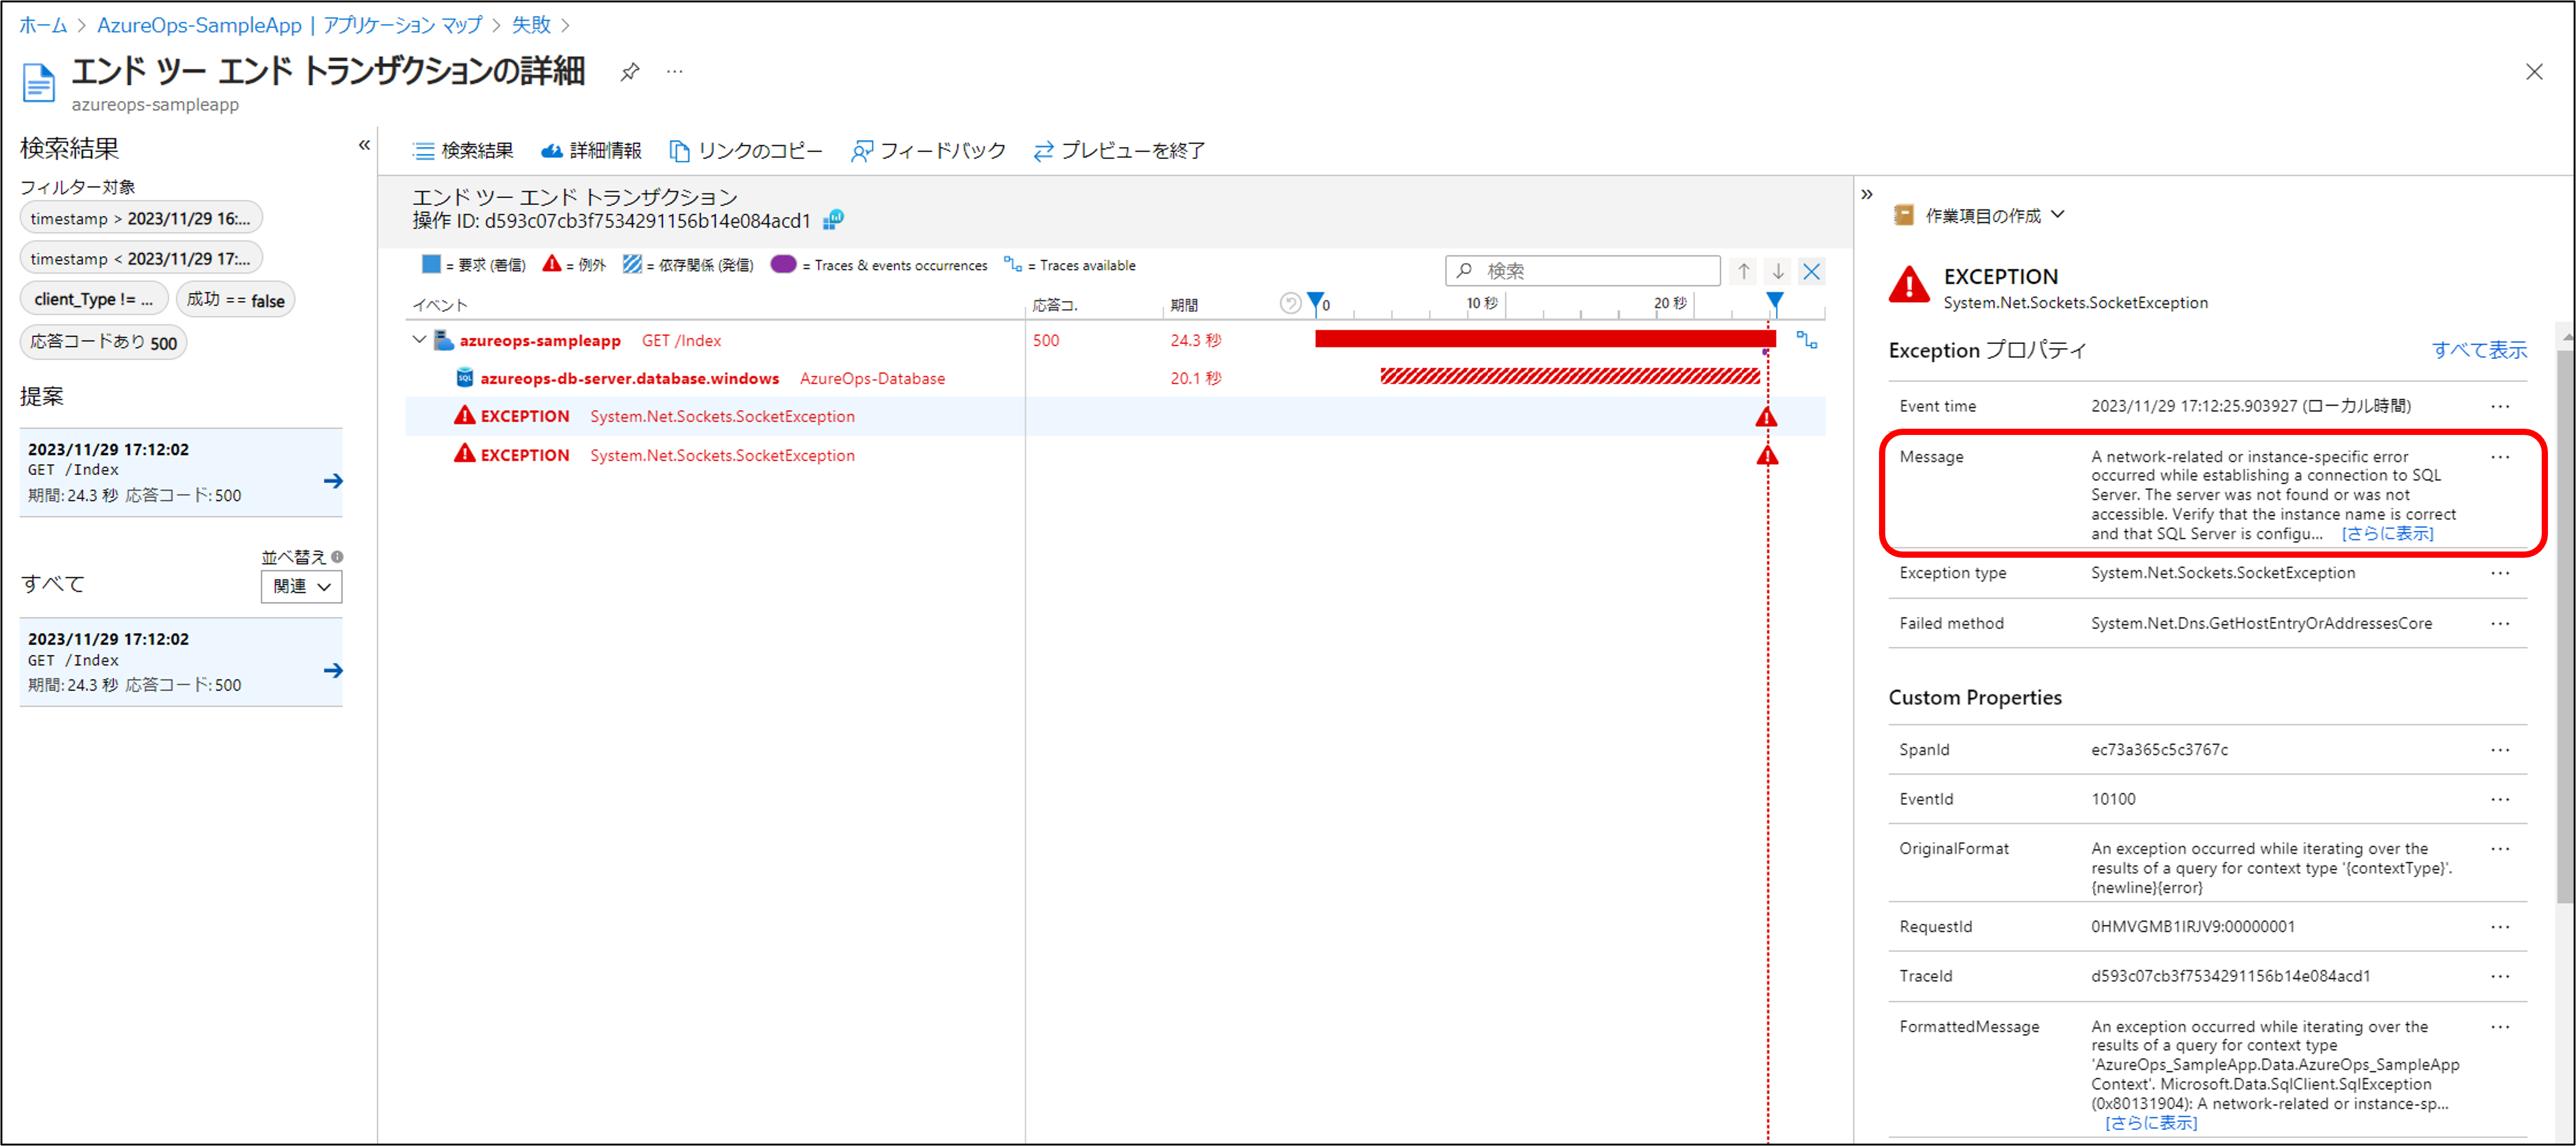 ホーム > AzureOps-SampleApp | アプリケーション マップ > 失敗 >
エンド ツー エンド トランザクションの詳細 ...
azureops-sampleapp
検索結果 «
フィルター対象
timestamp > 2023/11/29 16:...
timestamp < 2023/11/29 17:...
client_Type != ... 成功 == false
応答コードあり 500
提案
2023/11/29 17:12:02
GET /Index
期間: 24.3 秒 応答コード: 500
並べ替え
すべて 関連
2023/11/29 17:12:02
GET /Index
期間: 24.3 秒 応答コード: 500
検索結果 詳細情報 リンクのコピー フィードバック プレビューを終了
エンド ツー エンド トランザクション
操作 ID: d593c07cb3f7534291156b14e084acd1
= 要求 (着信) = 例外 = 依存関係 (発信) = Traces & events occurrences = Traces available
検索
イベント 応答コ. 期間 0 10 秒 20 秒
azureops-sampleapp GET /Index 500 24.3 秒
SQL azureops-db-server.database.windows AzureOps-Database 20.1 秒
EXCEPTION System.Net.Sockets.SocketException
EXCEPTION System.Net.Sockets.SocketException
»
作業項目の作成
EXCEPTION
System.Net.Sockets.SocketException
Exception プロパティ すべて表示
Event time 2023/11/29 17:12:25.903927 (ローカル時間) ...
Message A network-related or instance-specific error ...
occurred while establishing a connection to SQL
Server. The server was not found or was not
accessible. Verify that the instance name is correct
and that SQL Server is configu... [さらに表示]
Exception type System.Net.Sockets.SocketException ...
Failed method System.Net.Dns.GetHostEntryOrAddressesCore ...
Custom Properties
SpanId ec73a365c5c3767c ...
EventId 10100 ...
OriginalFormat An exception occurred while iterating over the ...
results of a query for context type '{contextType}'.
{newline}{error}
RequestId 0HMVGMB1IRJV9:00000001 ...
TraceId d593c07cb3f7534291156b14e084acd1 ...
FormattedMessage An exception occurred while iterating over the ...
results of a query for context type
'AzureOps_SampleApp.Data.AzureOps_SampleApp
Context'. Microsoft.Data.SqlClient.SqlException
(0x80131904): A network-related or instance-sp...
[さらに表示]